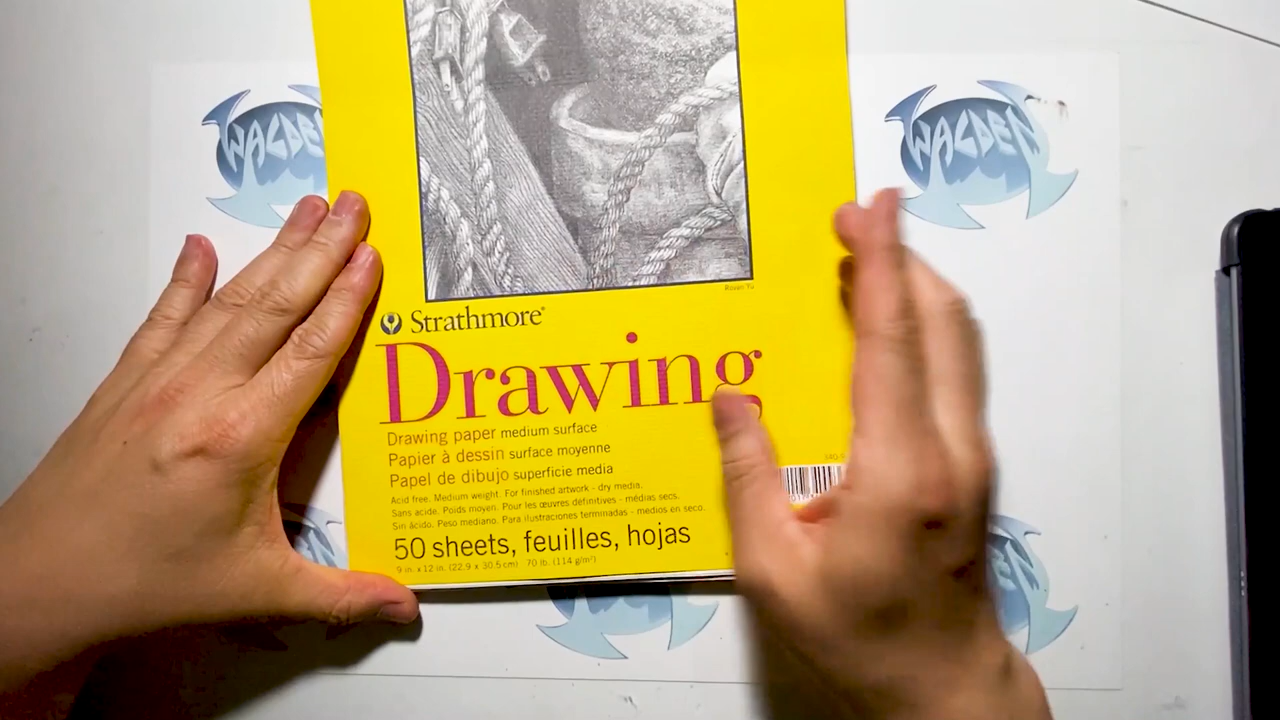 WALDEN
WALDEN
Rovan Yu
Strathmore®
Drawing
Drawing paper medium surface
Papier à dessin surface moyenne
Papel de dibujo superficie media
Acid free. Medium weight. For finished artwork - dry media.
Sans acide. Poids moyen. Pour les œuvres définitives - médias secs.
Sin ácido. Peso mediano. Para ilustraciones terminadas - medios en seco.
50 sheets, feuilles, hojas
9 in. x 12 in. (22.9 x 30.5 cm) 70 lb. (114 g/m²)
WALDEN